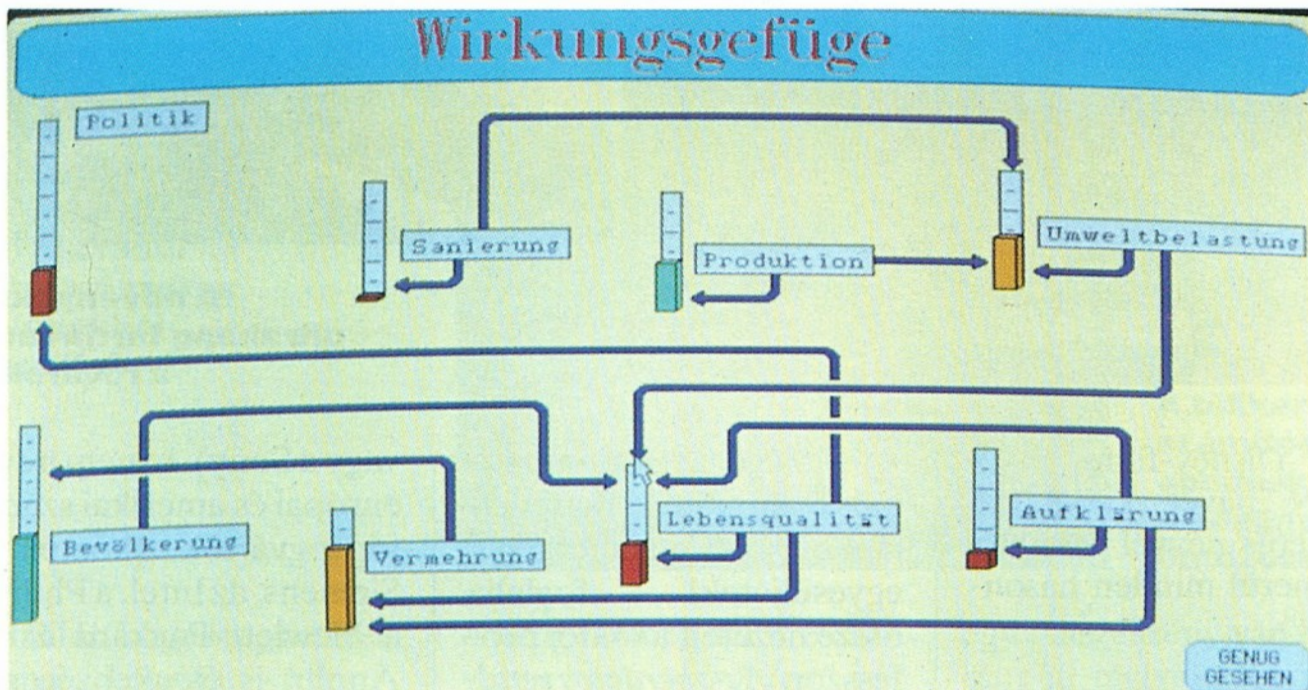 Wirkungsgefüge
Politik
Sanierung
Produktion
Umweltbelastung
Bevölkerung
Vermehrung
Lebensqualität
Aufklärung
GENUG
GESEHEN